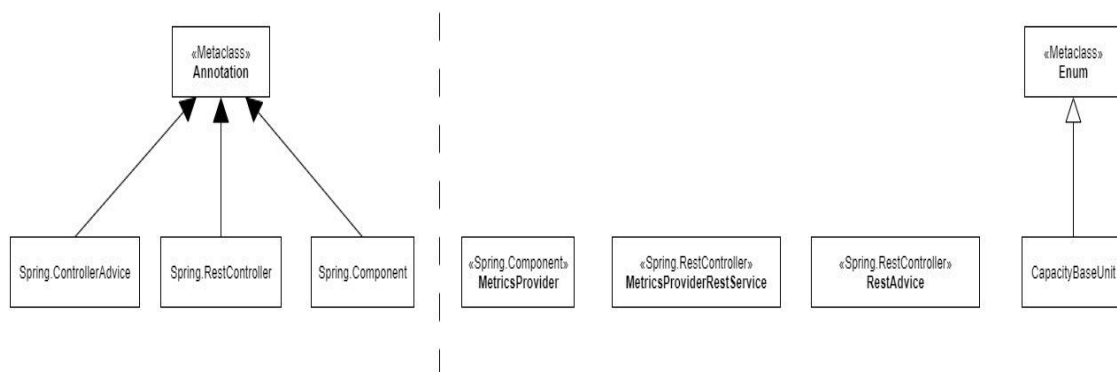 «Metaclass»
Annotation
«Metaclass»
Enum
Spring.ControllerAdvice
Spring.RestController
Spring.Component
«Spring.Component»
MetricsProvider
«Spring.RestController»
MetricsProviderRestService
«Spring.RestController»
RestAdvice
CapacityBaseUnit